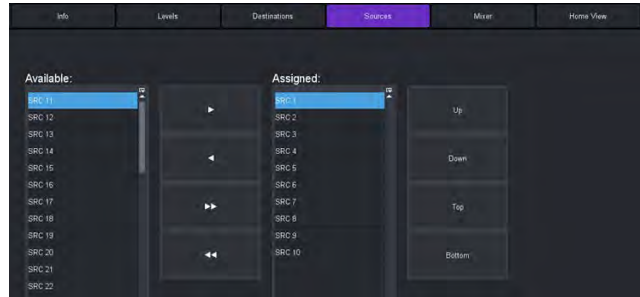 Info
Levels
Destinations
Sources
Mixer
Home View
Available:
SRC 11
SRC 12
SRC 13
SRC 14
SRC 15
SRC 16
SRC 17
SRC 18
SRC 19
SRC 20
SRC 21
SRC 22
Assigned:
SRC 1
SRC 2
SRC 3
SRC 4
SRC 5
SRC 6
SRC 7
SRC 8
SRC 9
SRC 10
Up
Down
Top
Bottom